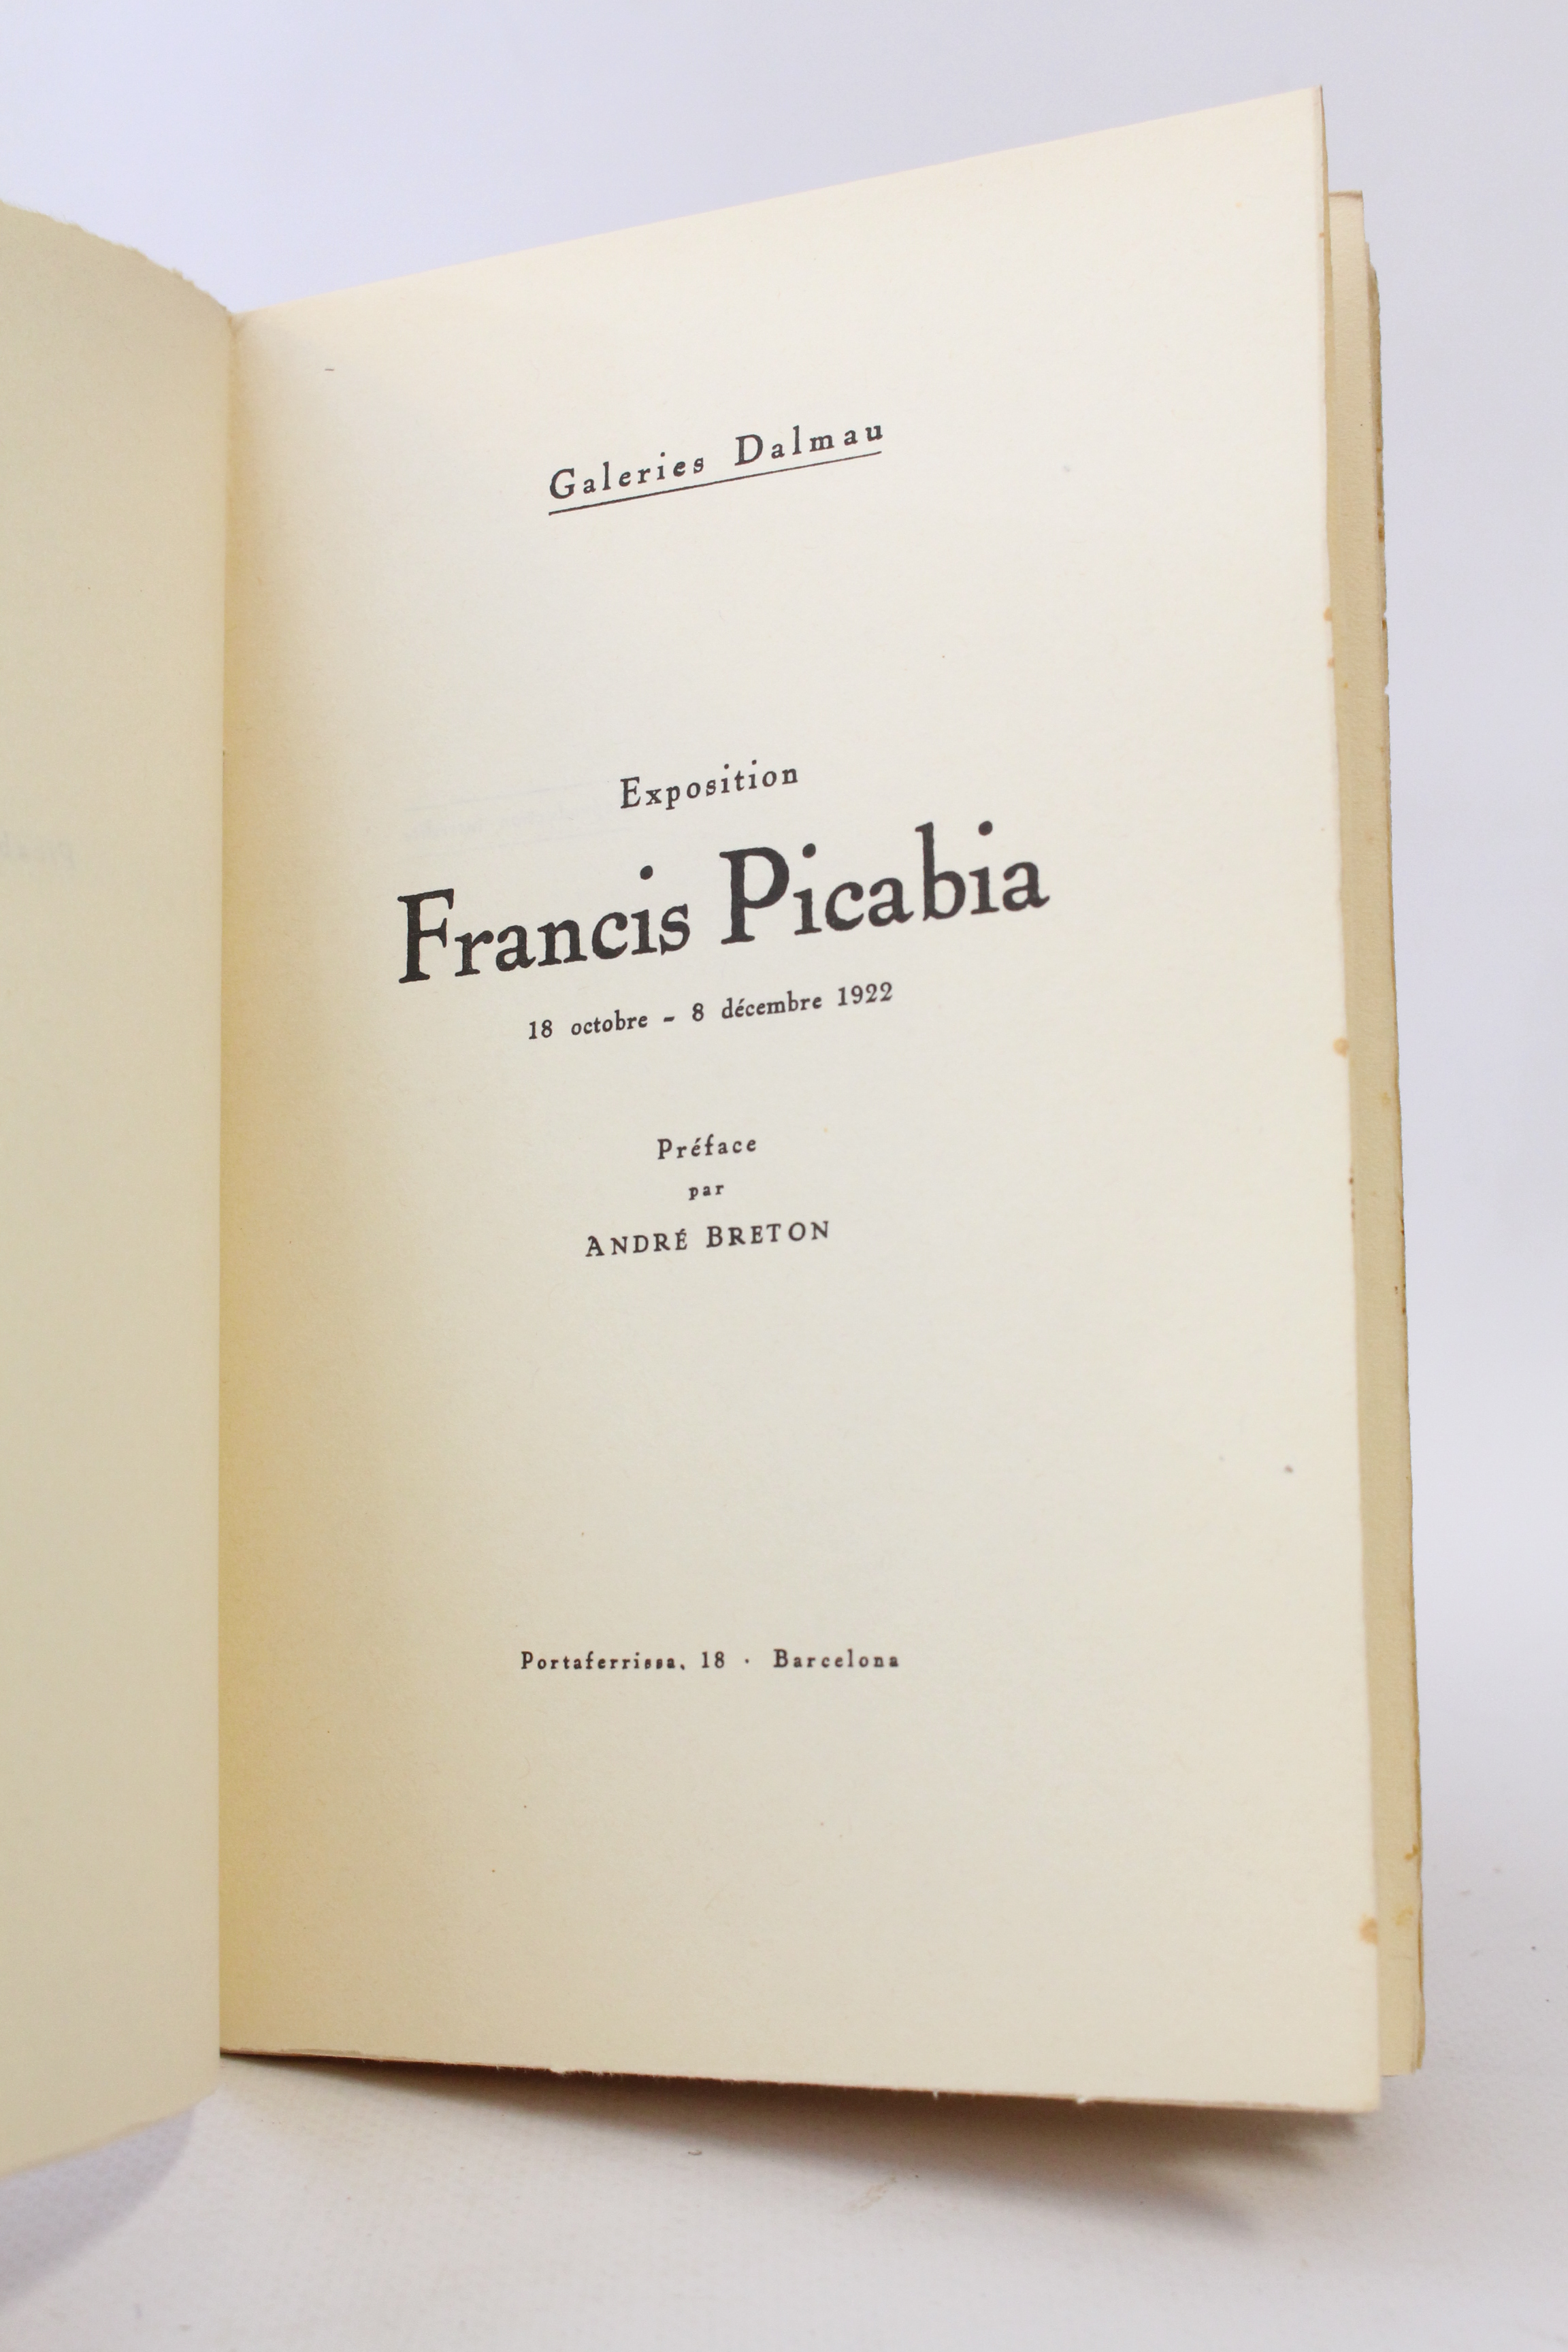 Galeries Dalmau
Exposition
Francis Picabia
18 octobre - 8 décembre 1922
Préface
par
ANDRÉ BRETON
Portaferrissa, 18 · Barcelona